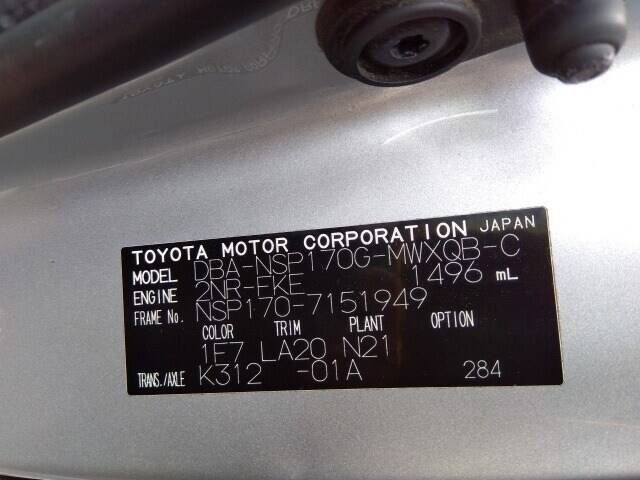 TOYOTA MOTOR CORPORATION JAPAN
MODEL DBA-NSP170G-MWXQB-C
ENGINE 2NR-FKE 1496 mL
FRAME No. NSP170-7151949
COLOR TRIM PLANT OPTION
1E7 LA20 N21
TRANS./AXLE K312 -01A 284